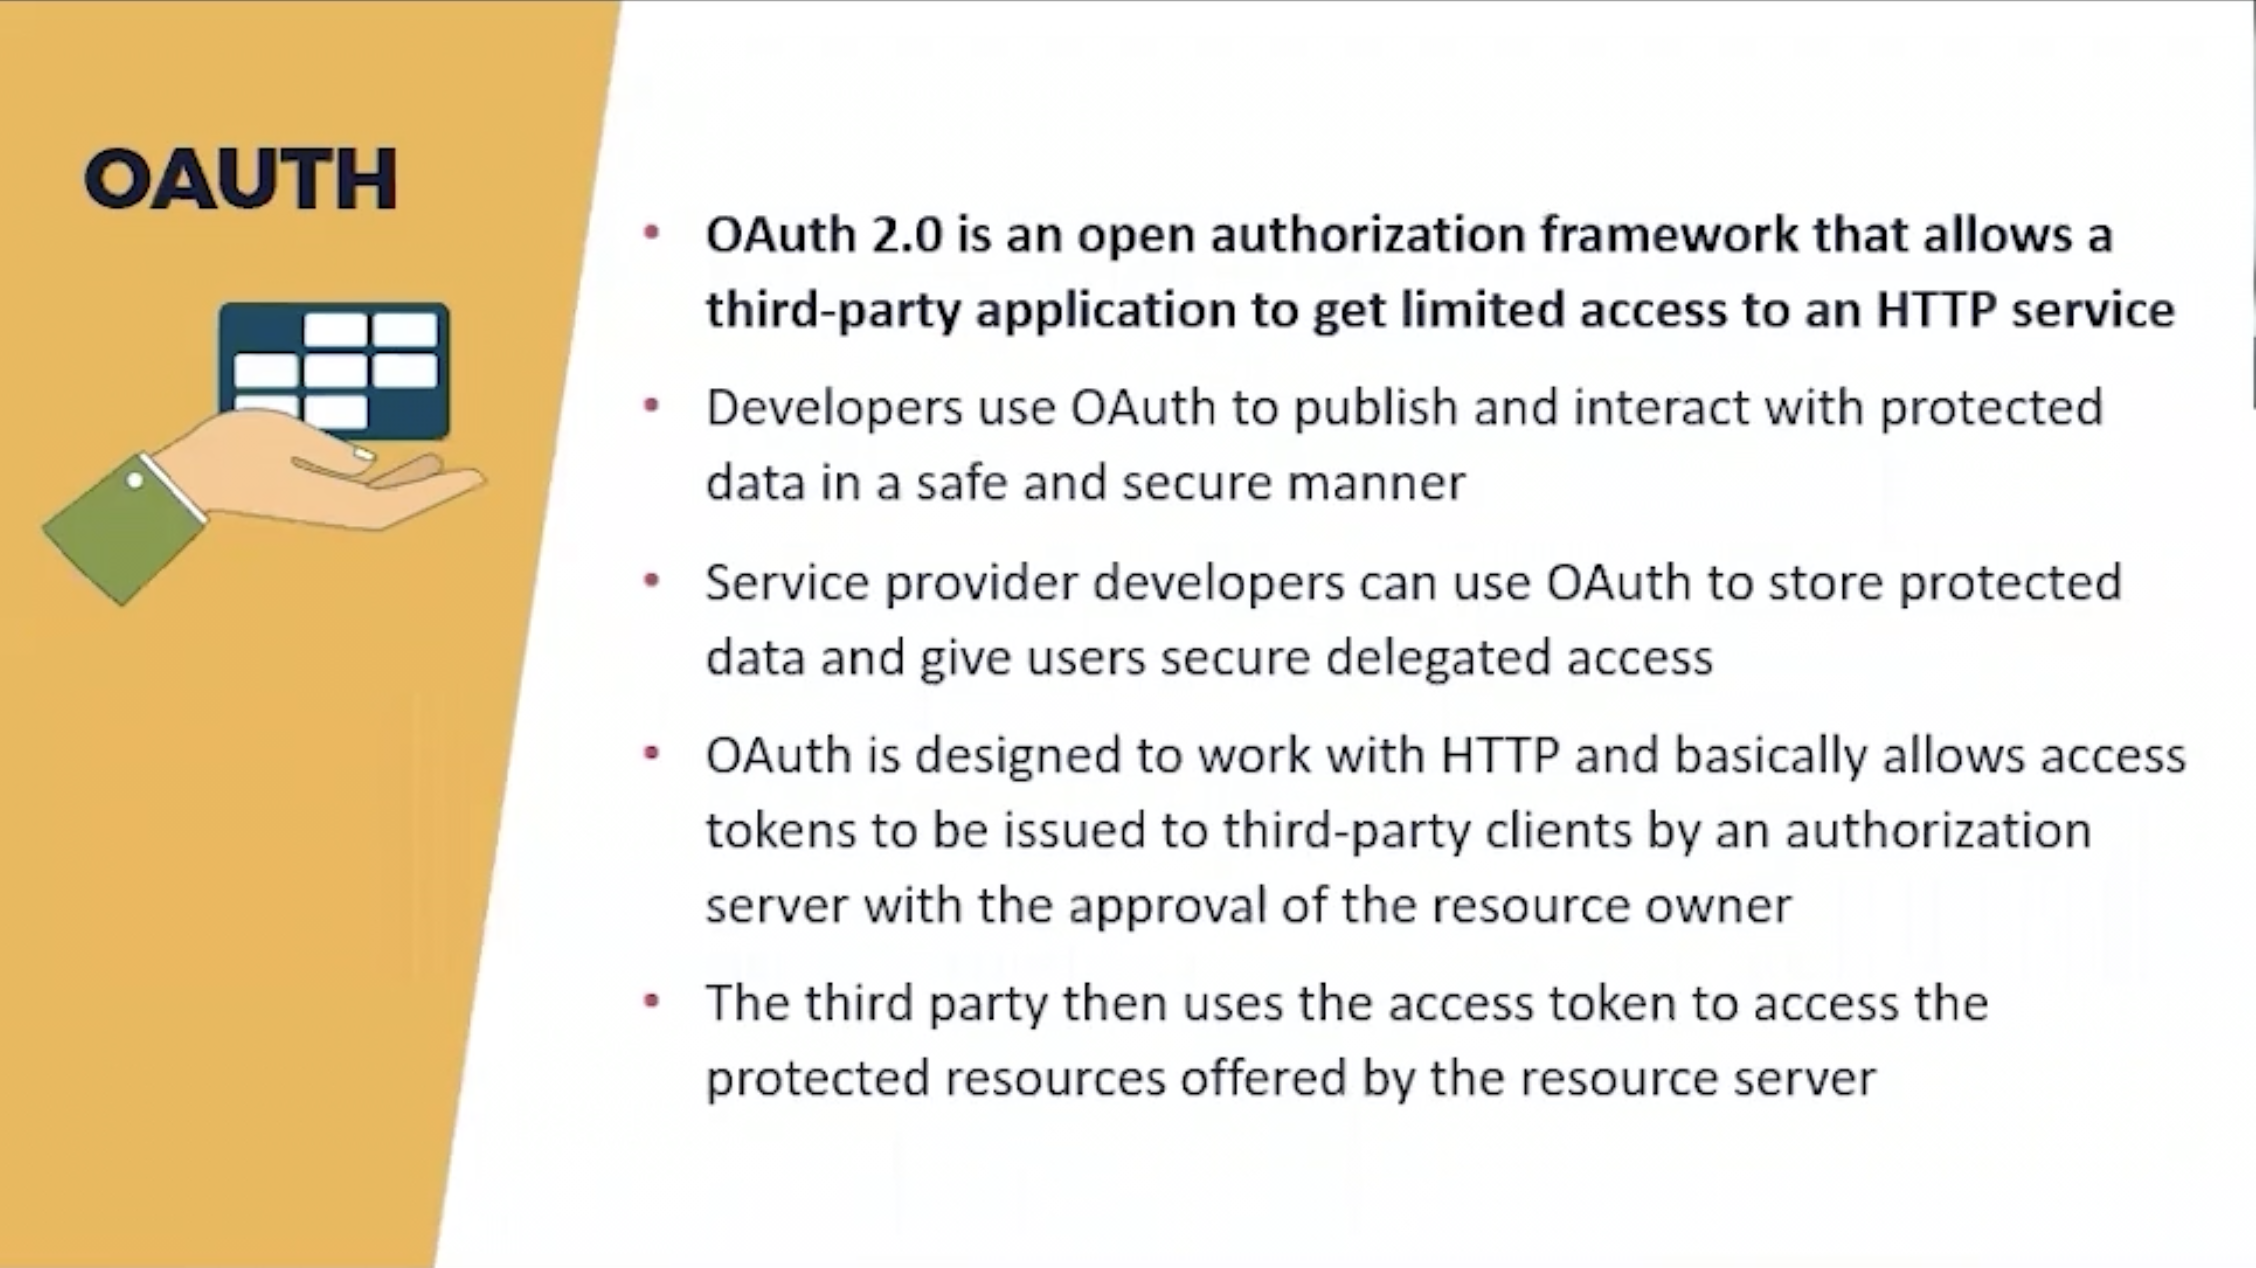 OAUTH
• OAuth 2.0 is an open authorization framework that allows a
third-party application to get limited access to an HTTP service
• Developers use OAuth to publish and interact with protected
data in a safe and secure manner
• Service provider developers can use OAuth to store protected
data and give users secure delegated access
• OAuth is designed to work with HTTP and basically allows access
tokens to be issued to third-party clients by an authorization
server with the approval of the resource owner
• The third party then uses the access token to access the
protected resources offered by the resource server